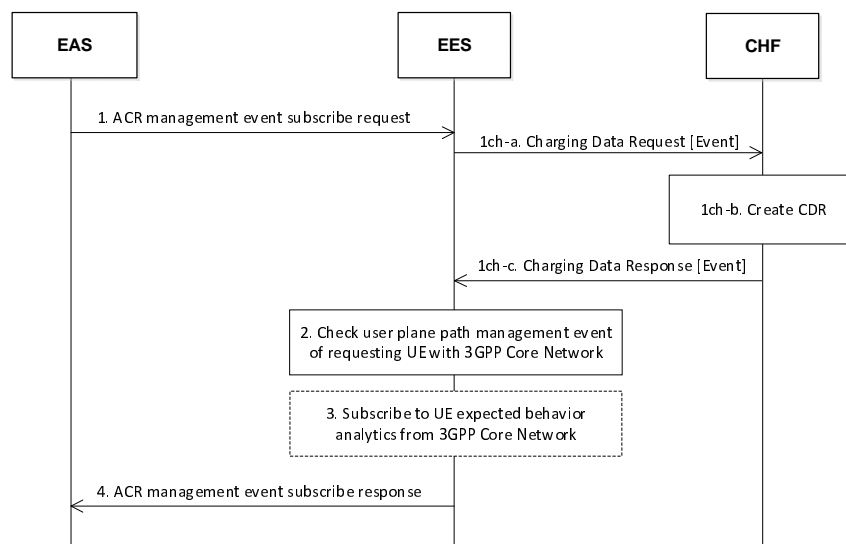 EAS
EES
CHF
1. ACR management event subscribe request
1ch-a. Charging Data Request [Event]
1ch-b. Create CDR
1ch-c. Charging Data Response [Event]
2. Check user plane path management event
of requesting UE with 3GPP Core Network
3. Subscribe to UE expected behavior
analytics from 3GPP Core Network
4. ACR management event subscribe response